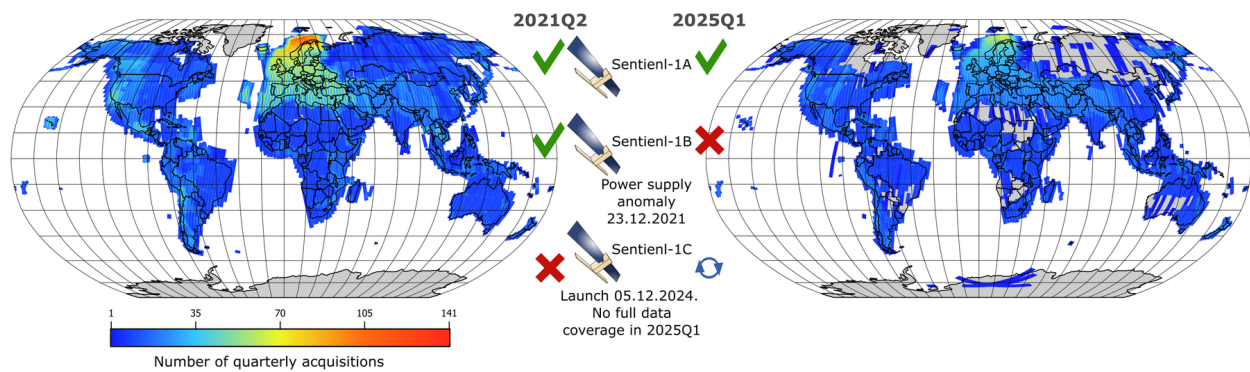 2021Q2
2025Q1
Sentienl-1A
Sentienl-1B
Power supply
anomaly
23.12.2021
Sentienl-1C
Launch 05.12.2024.
No full data
coverage in 2025Q1
1
35
70
105
141
Number of quarterly acquisitions